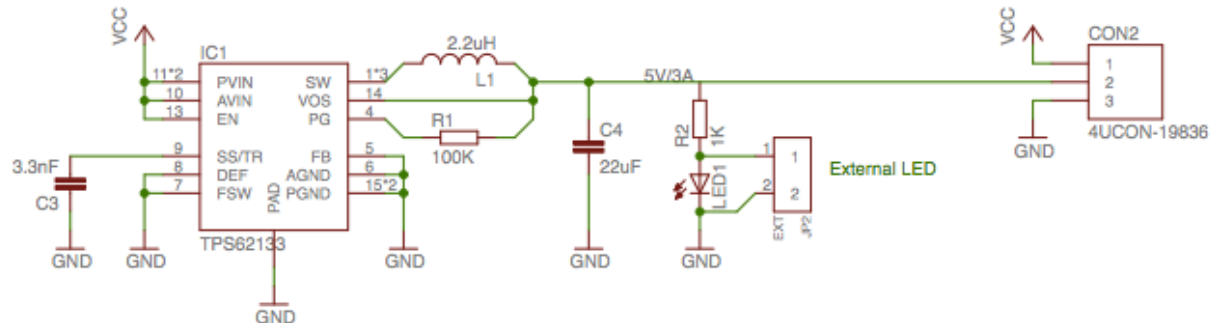 VCC
IC1
11*2 PVIN SW 1*3
10 AVIN VOS 14
13 EN PG 4
9 SS/TR FB 5
8 DEF AGND 6
7 FSW PGND 15*2
PAD
TPS62133
3.3nF
C3
GND
GND
GND
GND
2.2uH
L1
R1
100K
C4
22uF
GND
5V/3A
R2
1K
LED1
GND
1 1
2 2
EXT
JP2
External LED
VCC
CON2
1
2
3
4UCON-19836
GND